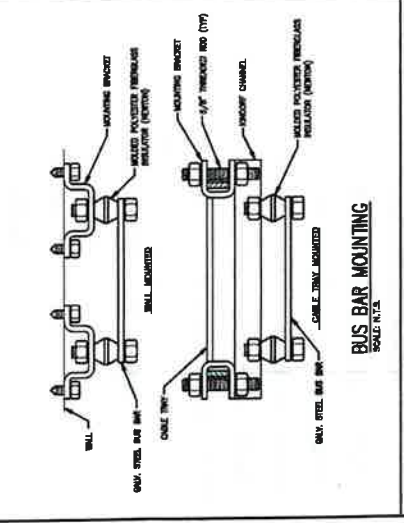 MOUNTING BRACKET
MOLDED POLYESTER FIBERGLASS
INSULATOR (NEWTON)
WALL
WALL MOUNTED
GALV. STEEL BUS BAR
MOUNTING BRACKET
5/8" THREADED ROD (TYP)
CABLE TRAY
KINDORF CHANNEL
MOLDED POLYESTER FIBERGLASS
INSULATOR (NEWTON)
CABLE TRAY MOUNTED
GALV. STEEL BUS BAR
BUS BAR MOUNTING
SCALE: N.T.S.